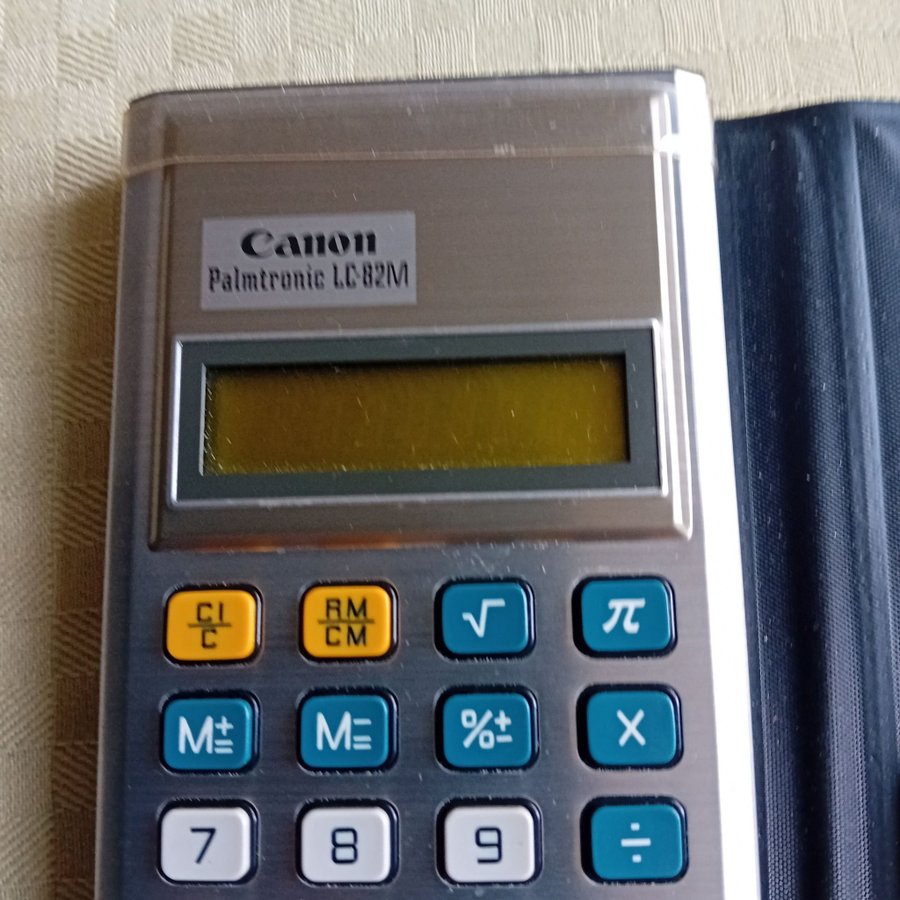 Canon
Palmtronic LC-82M
CI/C RM/CM √ π
M±= M= %± X
7 8 9 ÷